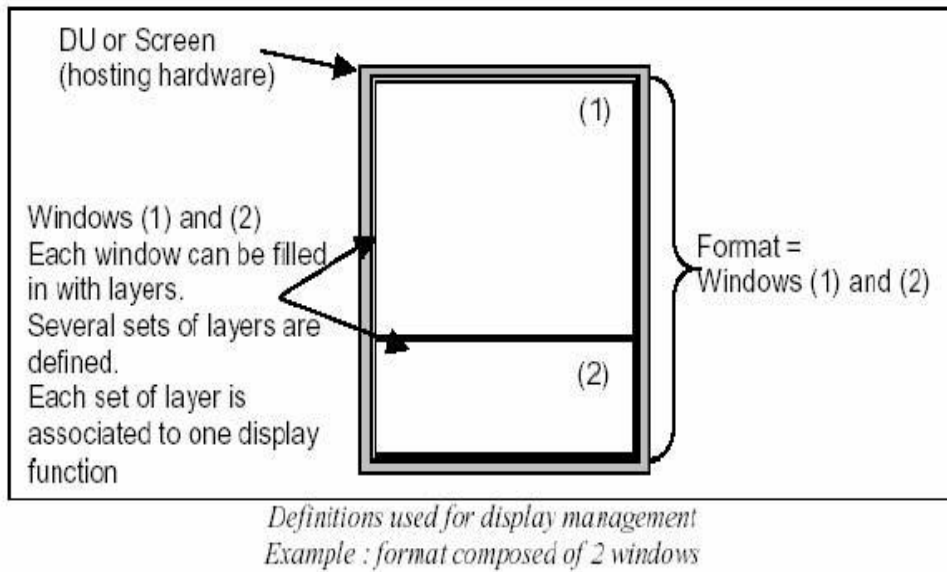 DU or Screen
(hosting hardware)
(1)
Windows (1) and (2)
Each window can be filled
in with layers.
Several sets of layers are
defined.
Each set of layer is
associated to one display
function
Format =
Windows (1) and (2)
(2)
Definitions used for display management
Example : format composed of 2 windows